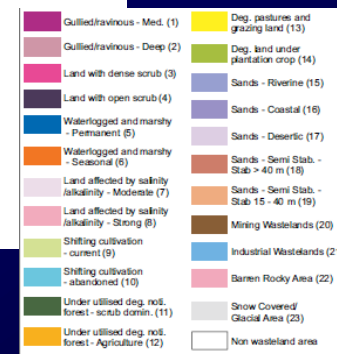 Gullied/ravinous - Med. (1)
Gullied/ravinous - Deep (2)
Land with dense scrub (3)
Land with open scrub (4)
Waterlogged and marshy
- Permanent (5)
Waterlogged and marshy
- Seasonal (6)
Land affected by salinity
/alkalinity - Moderate (7)
Land affected by salinity
/alkalinity - Strong (8)
Shifting cultivation
- current (9)
Shifting cultivation
- abandoned (10)
Under utilised deg. noti.
forest - scrub domin. (11)
Under utilised deg. noti.
forest - Agriculture (12)
Deg. pastures and
grazing land (13)
Deg. land under
plantation crop (14)
Sands - Riverine (15)
Sands - Coastal (16)
Sands - Desertic (17)
Sands - Semi Stab. -
Stab > 40 m (18)
Sands - Semi Stab. -
Stab 15 - 40 m (19)
Mining Wastelands (20)
Industrial Wastelands (2
Barren Rocky Area (22)
Snow Covered/
Glacial Area (23)
Non wasteland area